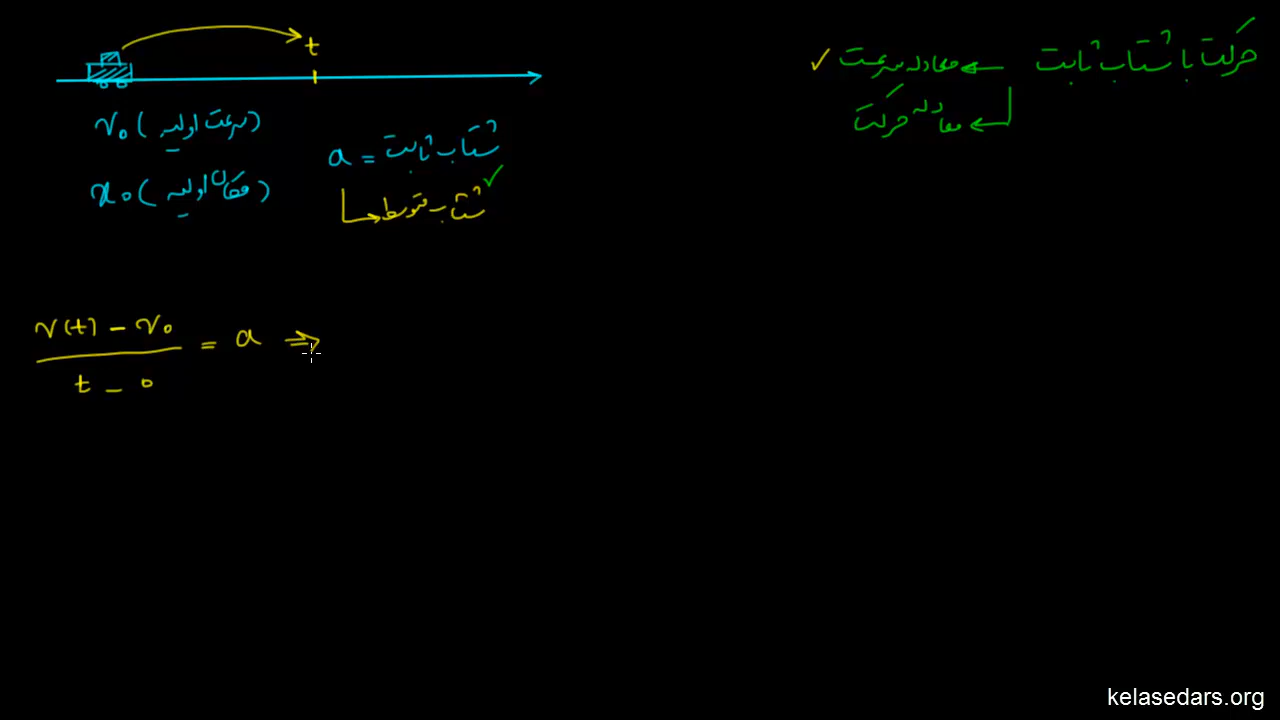 حرکت با شتاب ثابت ← معادله سرعت ✓
معادله حرکت
t
v₀ (سرعت اولیه)
x₀ (مکان اولیه)
a = شتاب ثابت
شتاب متوسط ✓
v(t) - v₀ / t - 0 = a ⇒
kelasedars.org